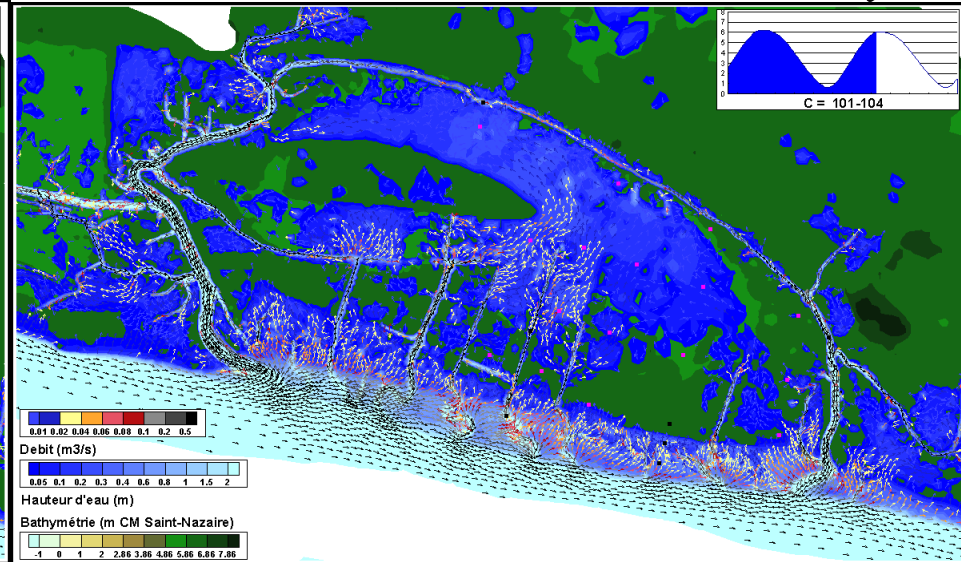 8
7
6
5
4
3
2
1
0
C = 101-104
0.01 0.02 0.04 0.06 0.08 0.1 0.2 0.5
Debit (m3/s)
0.05 0.1 0.2 0.3 0.4 0.6 0.8 1 1.5 2
Hauteur d'eau (m)
Bathymétrie (m CM Saint-Nazaire)
-1 0 1 2 2.86 3.86 4.86 5.86 6.86 7.86